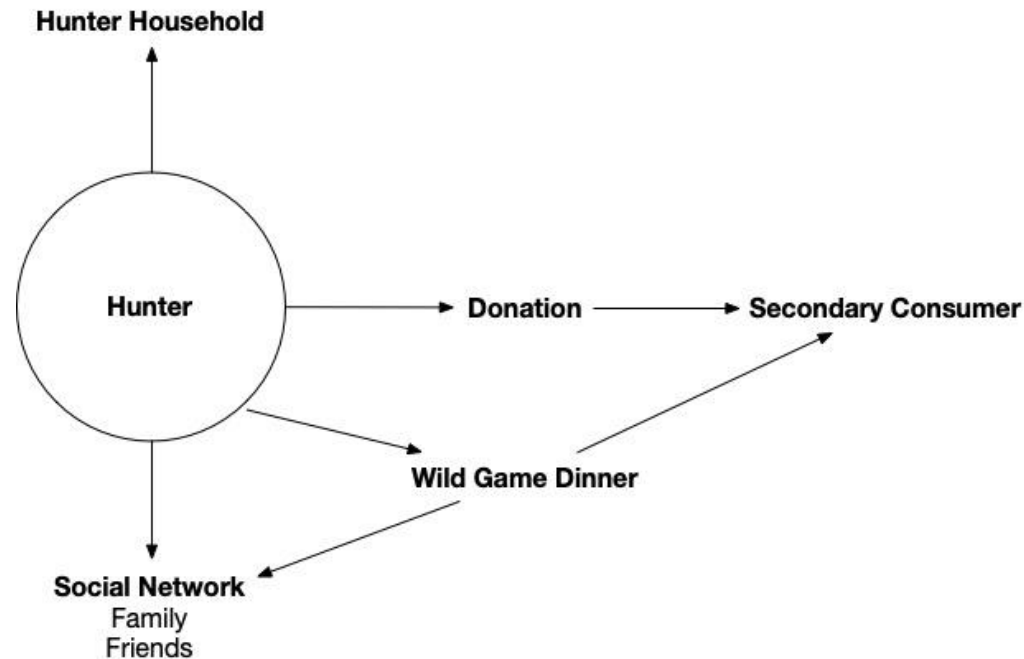 Hunter Household
Hunter
Donation
Secondary Consumer
Wild Game Dinner
Social Network
Family
Friends